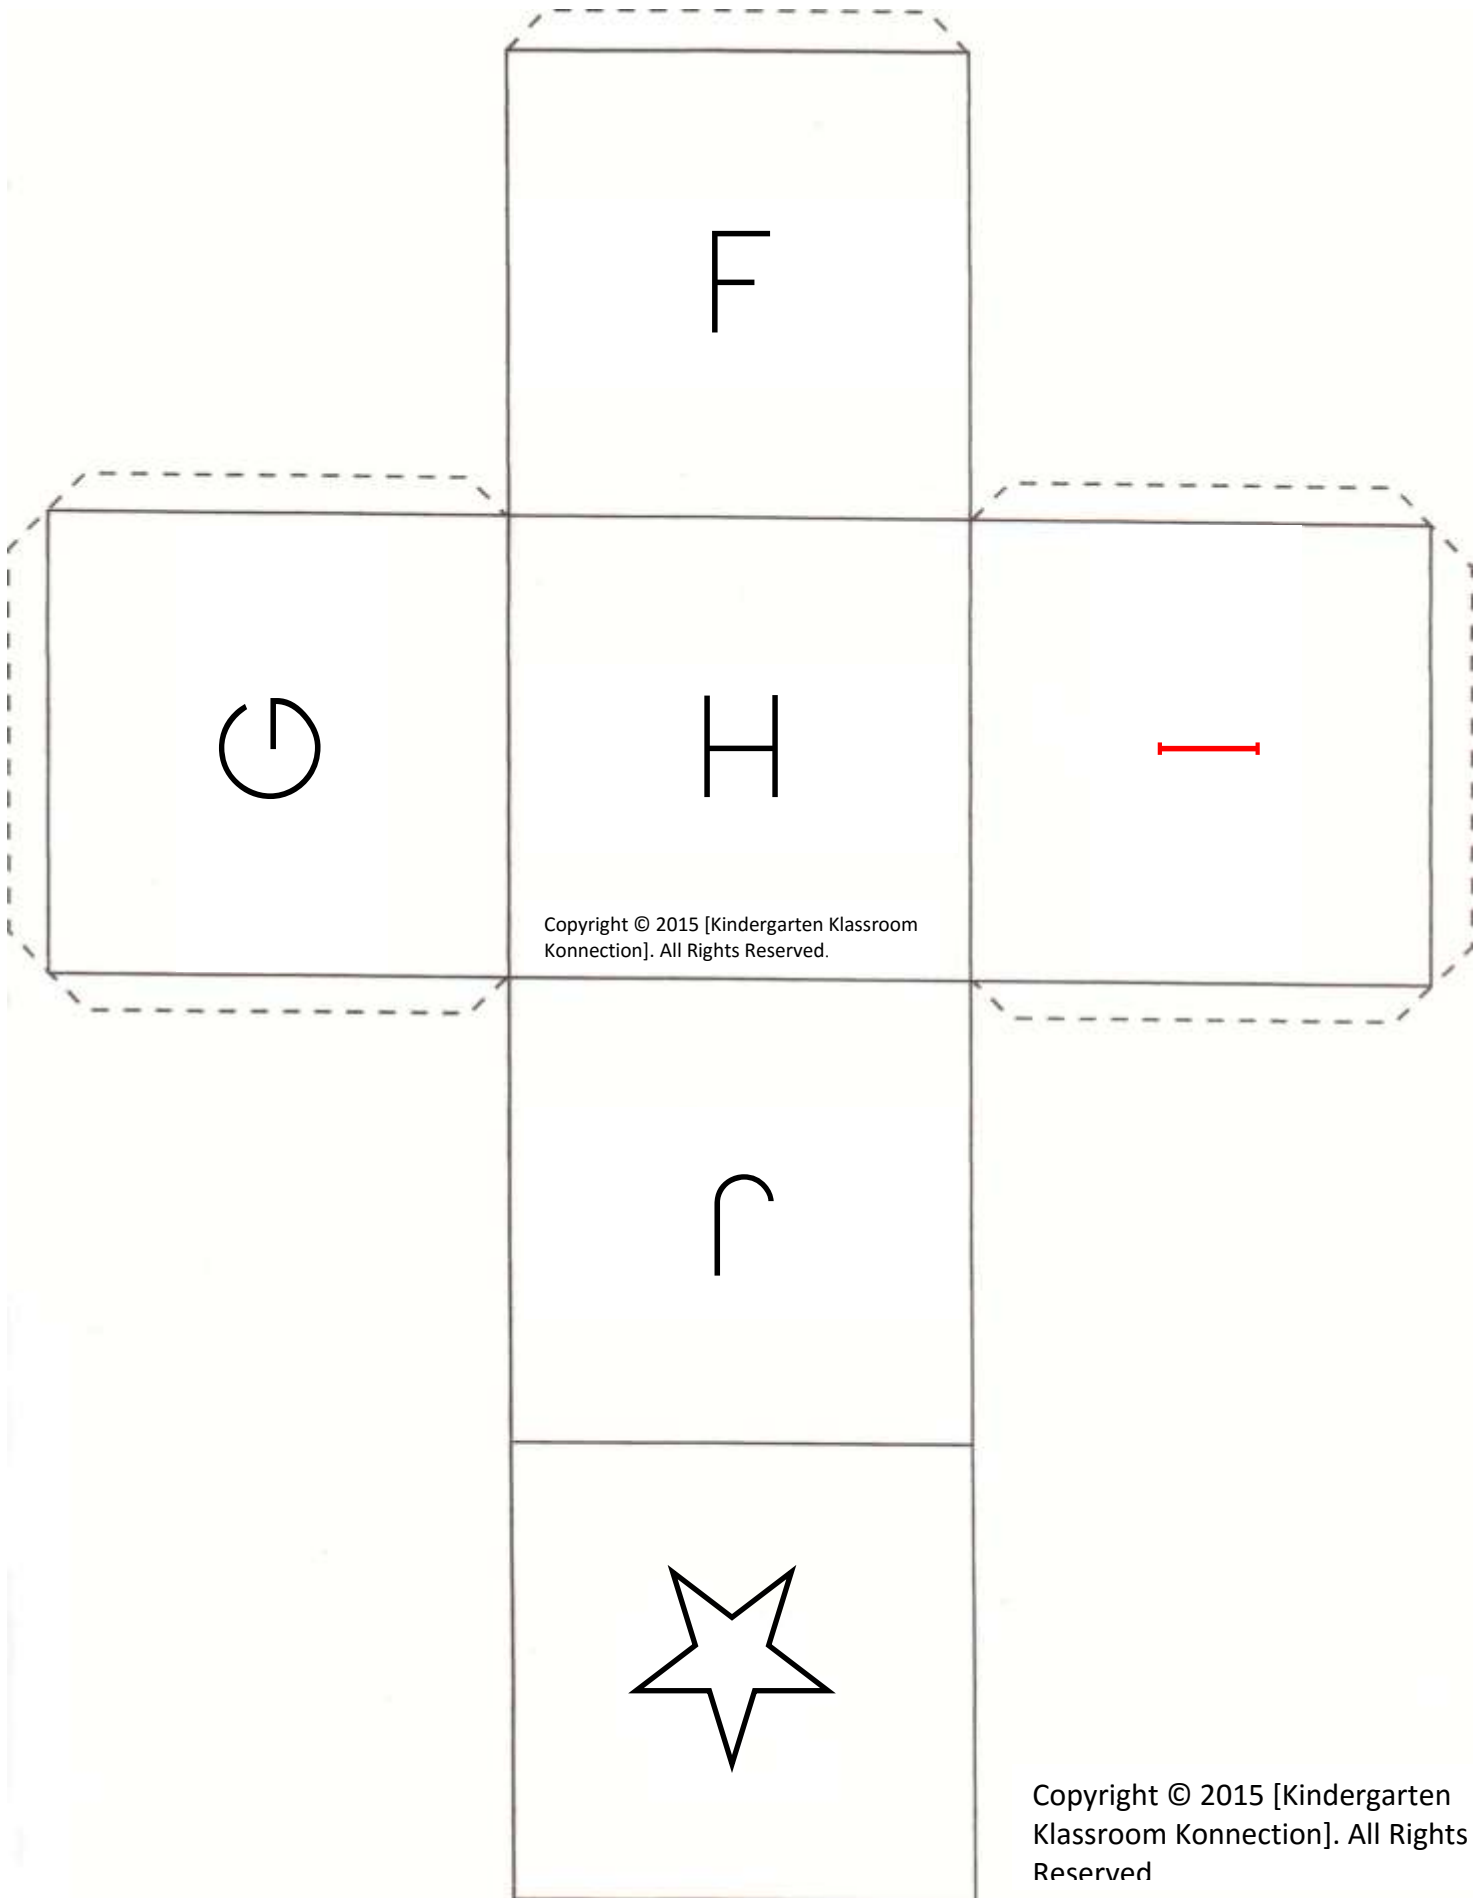 F
G
H
I
J
Copyright © 2015 [Kindergarten Klassroom
Konnection]. All Rights Reserved.
Copyright © 2015 [Kindergarten
Klassroom Konnection]. All Rights
Reserved